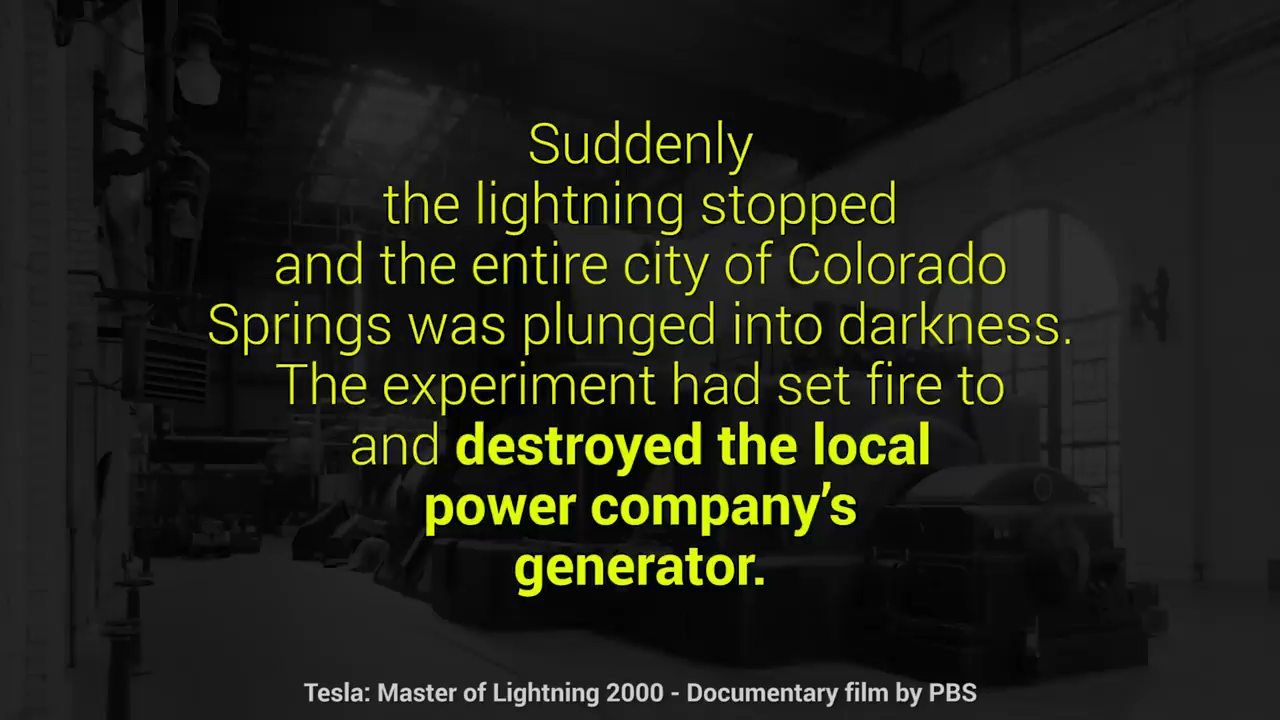 Suddenly
the lightning stopped
and the entire city of Colorado
Springs was plunged into darkness.
The experiment had set fire to
and destroyed the local
power company’s
generator.
Tesla: Master of Lightning 2000 - Documentary film by PBS